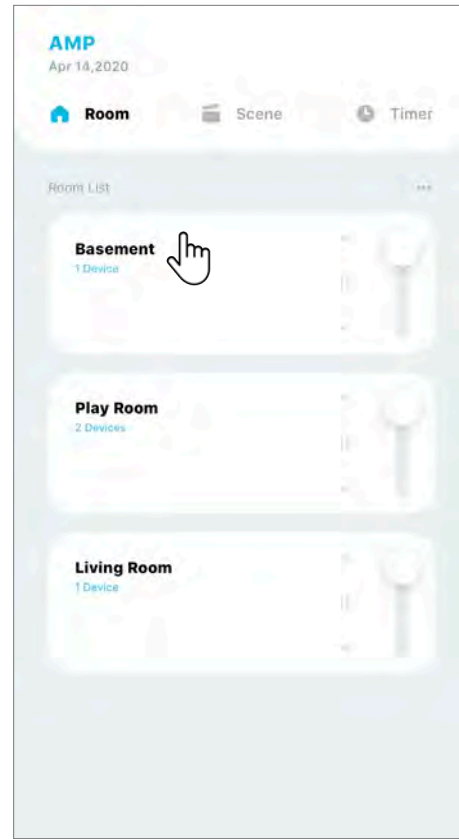 AMP
Apr 14,2020
Room Scene Timer
Room List
Basement
1 Device
Play Room
2 Devices
Living Room
1 Device